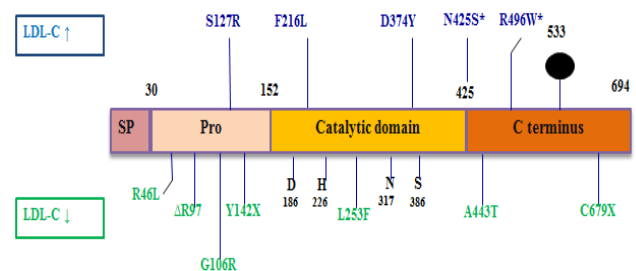 LDL-C ↑
S127R F216L D374Y N425S* R496W* 533
30 152 425 694
SP Pro Catalytic domain C terminus
D H N S
186 226 317 386
R46L ΔR97 Y142X L253F A443T C679X
LDL-C ↓
G106R